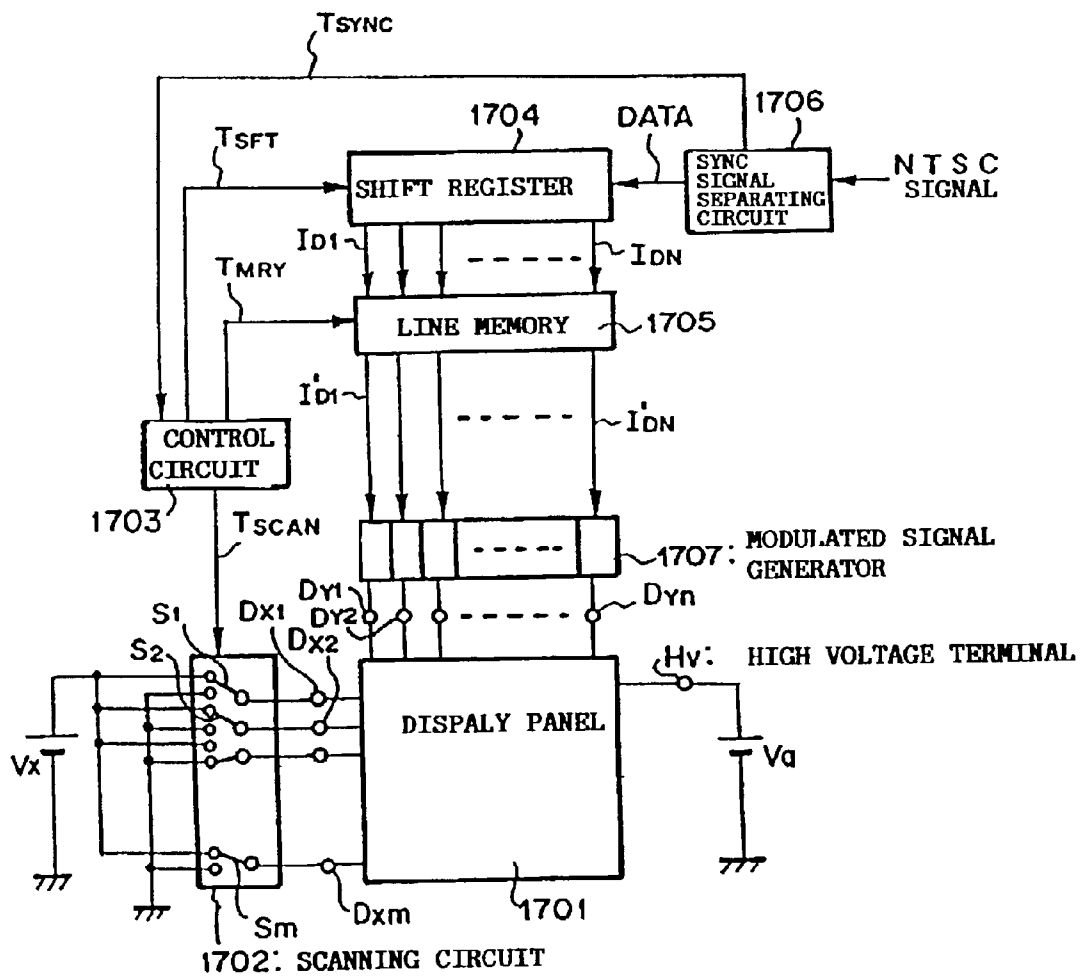 TSYNC
1706
1704
DATA
TSFT
SHIFT REGISTER
SYNC
SIGNAL
SEPARATING
CIRCUIT
NTSC
SIGNAL
ID1
IDN
TMRY
LINE MEMORY
1705
I'D1
I'DN
CONTROL
CIRCUIT
1703
TSCAN
1707: MODULATED SIGNAL
GENERATOR
DY1
DY2
DYn
S1
DX1
S2
DX2
Hv: HIGH VOLTAGE TERMINAL
DISPALY PANEL
Vx
Va
Sm
Dxm
1701
1702: SCANNING CIRCUIT